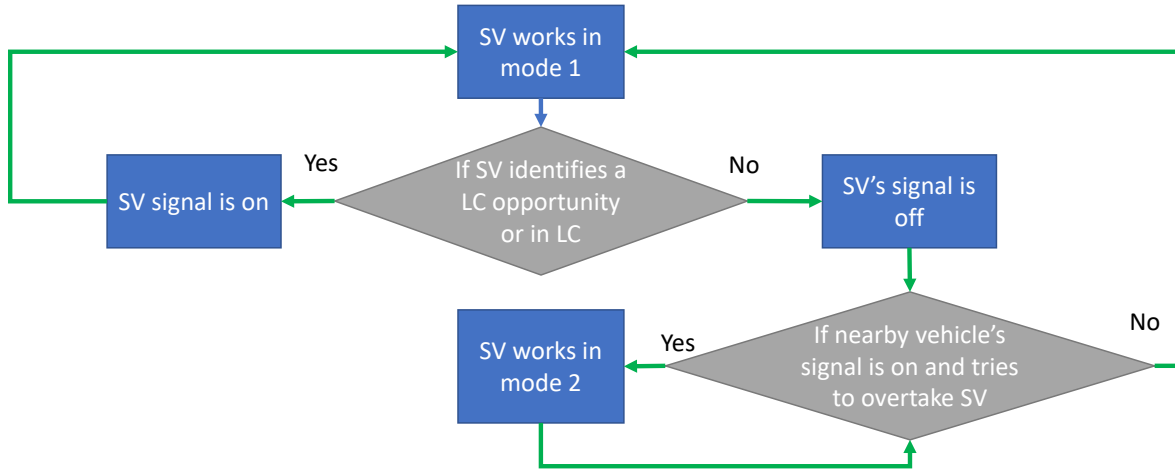 SV works in
mode 1
Yes
If SV identifies a
LC opportunity
or in LC
No
SV signal is on
SV's signal is
off
SV works in
mode 2
Yes
If nearby vehicle’s
signal is on and tries
to overtake SV
No